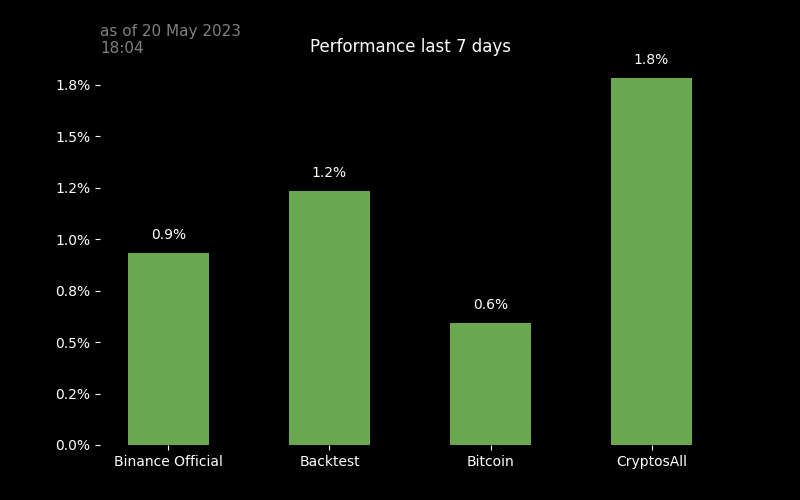 as of 20 May 2023
18:04
Performance last 7 days
1.8%
1.8%
1.5%
1.2%
1.2%
1.0%
0.9%
0.8%
0.6%
0.5%
0.2%
0.0%
Binance Official
Backtest
Bitcoin
CryptosAll